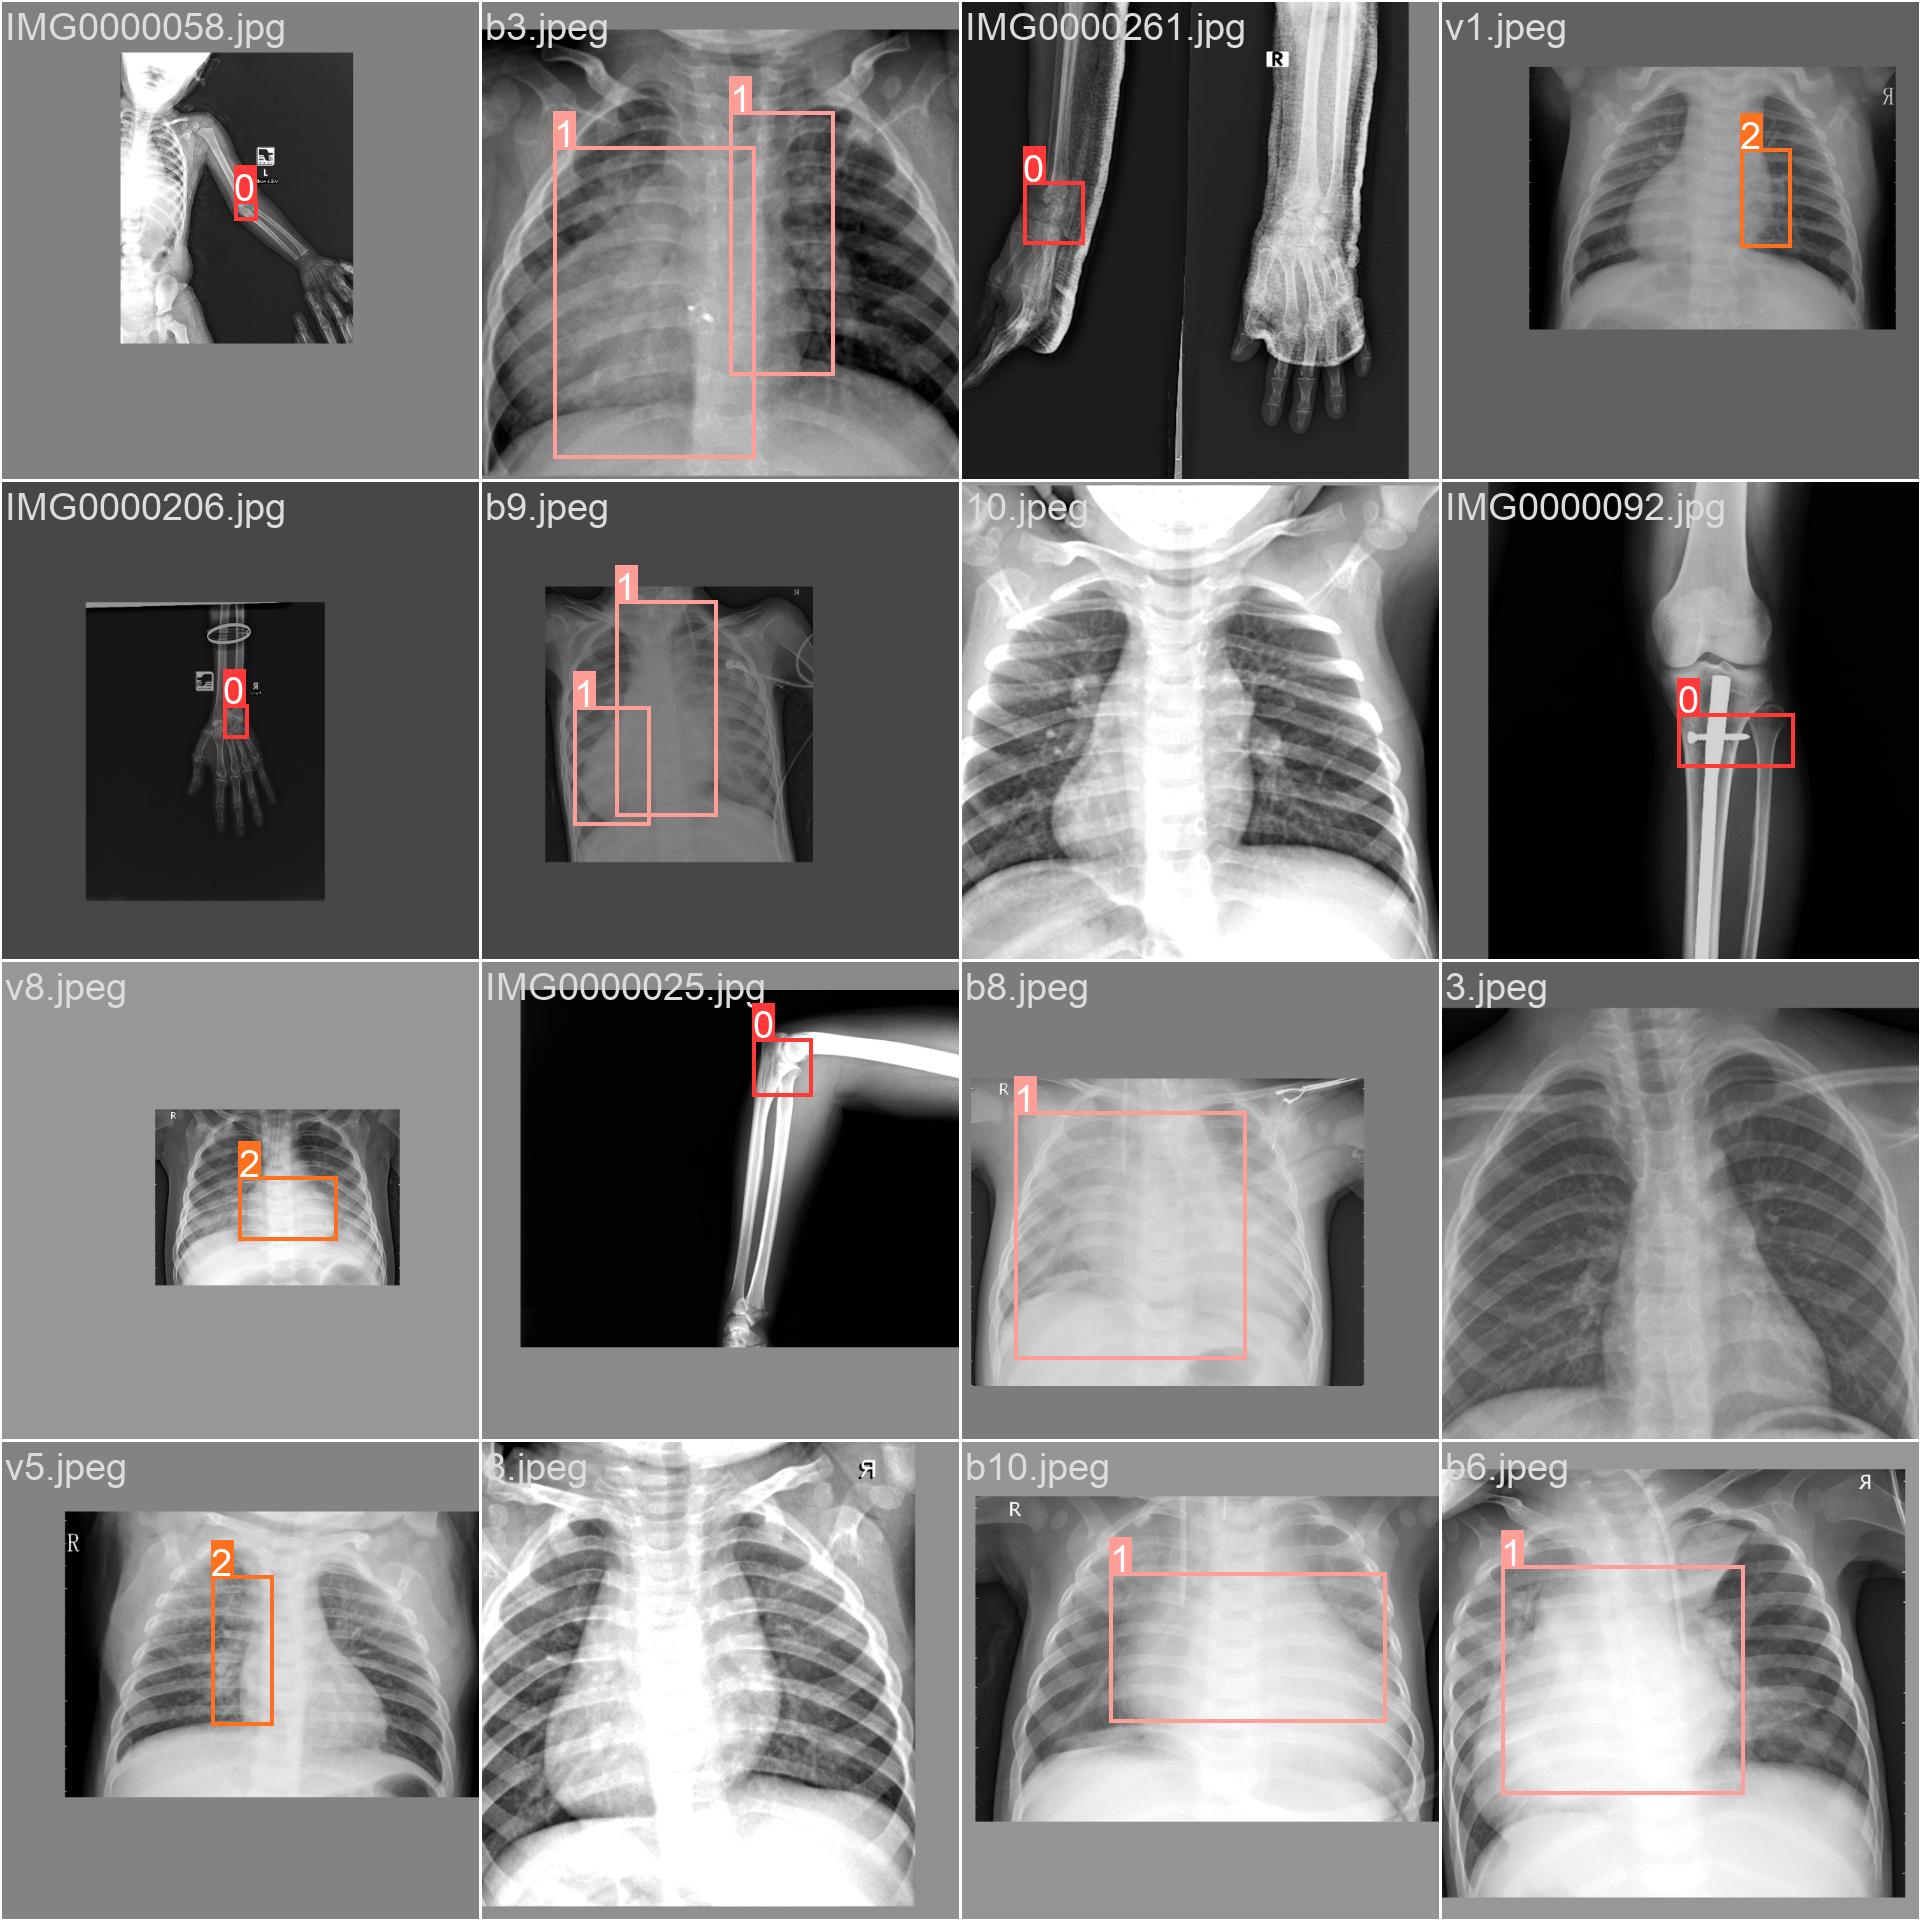 IMG0000058.jpg
0
L
b3.jpeg
1
1
IMG0000261.jpg
R
0
v1.jpeg
R
2
IMG0000206.jpg
0
R
b9.jpeg
R
1
1
10.jpeg
IMG0000092.jpg
0
v8.jpeg
R
2
IMG0000025.jpg
0
b8.jpeg
R
1
3.jpeg
v5.jpeg
R
2
8.jpeg
R
b10.jpeg
R
1
b6.jpeg
R
1